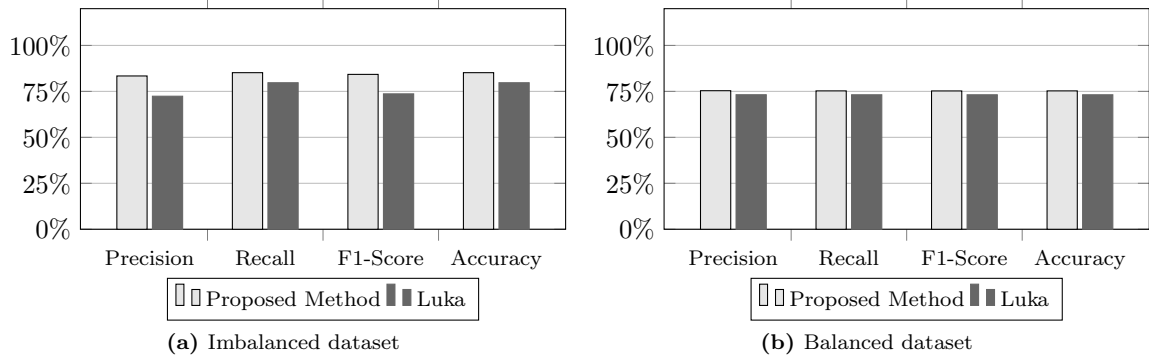 100%
75%
50%
25%
0%
Precision Recall F1-Score Accuracy
Proposed Method Luka
(a) Imbalanced dataset
100%
75%
50%
25%
0%
Precision Recall F1-Score Accuracy
Proposed Method Luka
(b) Balanced dataset